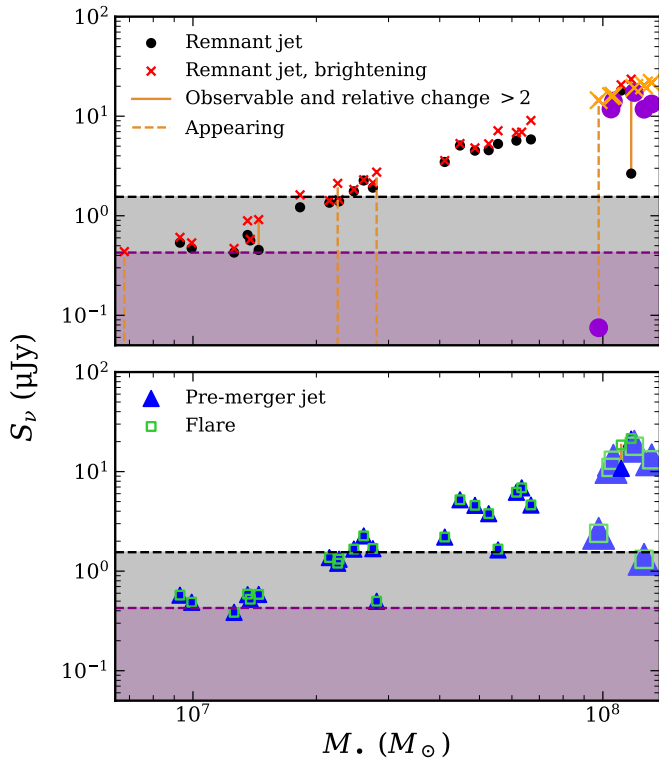 10²
Remnant jet
Remnant jet, brightening
Observable and relative change > 2
Appearing
10¹
10⁰
10⁻¹
S_ν (μJy)
10²
Pre-merger jet
Flare
10¹
10⁰
10⁻¹
10⁷
10⁸
M_• (M_⊙)